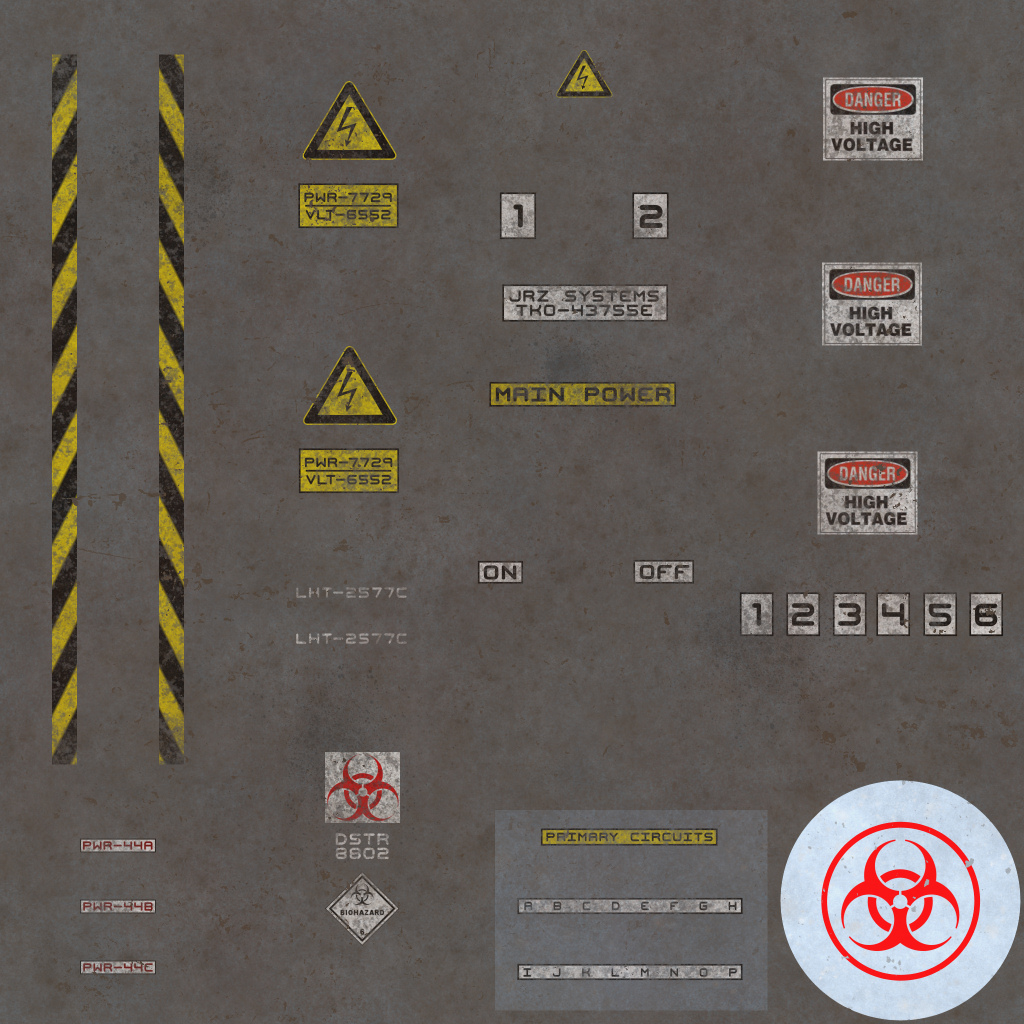 DANGER
HIGH
VOLTAGE
PWR-7729
VLT-6552
1
2
JRZ SYSTEMS
TKO-43755E
DANGER
HIGH
VOLTAGE
MAIN POWER
PWR-7729
VLT-6552
DANGER
HIGH
VOLTAGE
ON
OFF
LHT-2577C
1 2 3 4 5 6
LHT-2577C
DSTR
8602
PRIMARY CIRCUITS
PWR-44A
PWR-44B
BIOHAZARD
6
A B C D E F G H
PWR-44C
I J K L M N O P